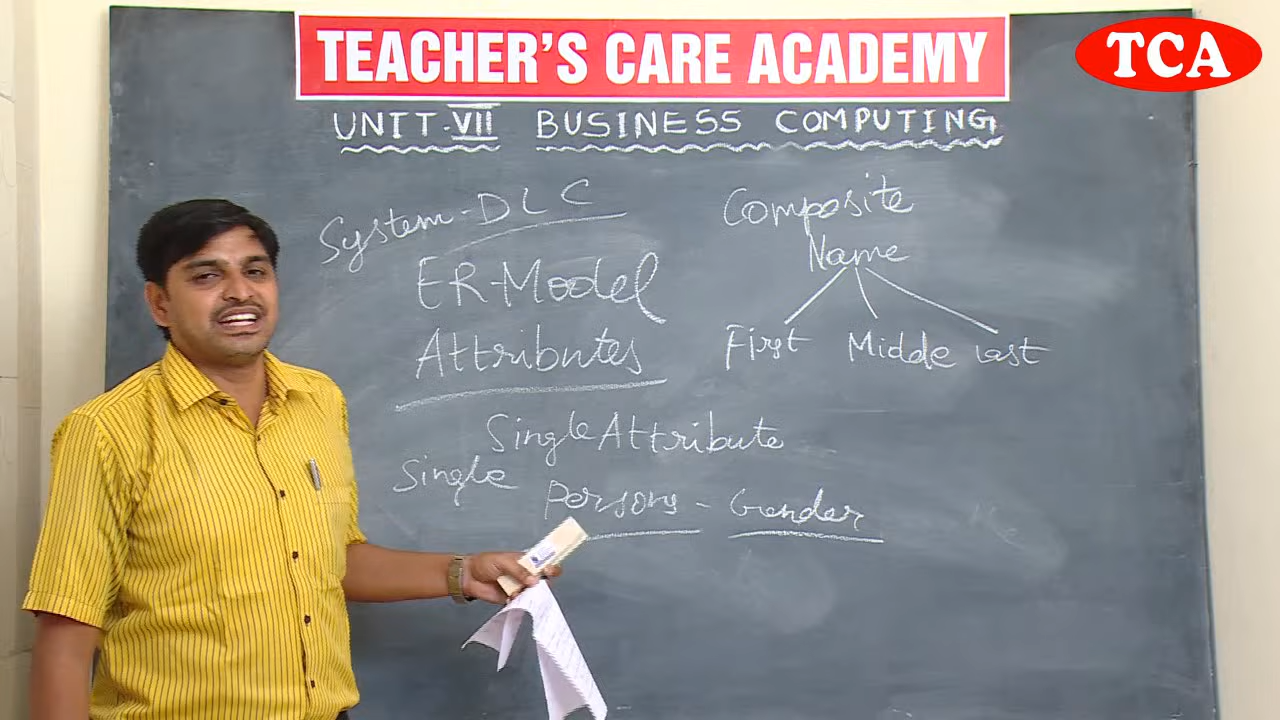 TEACHER'S CARE ACADEMY
TCA
UNIT-VII BUSINESS COMPUTING
System-DLC
ER-Model
Attributes
Composite
Name
First Midde last
Single Attribute
Single
Persons - Gender